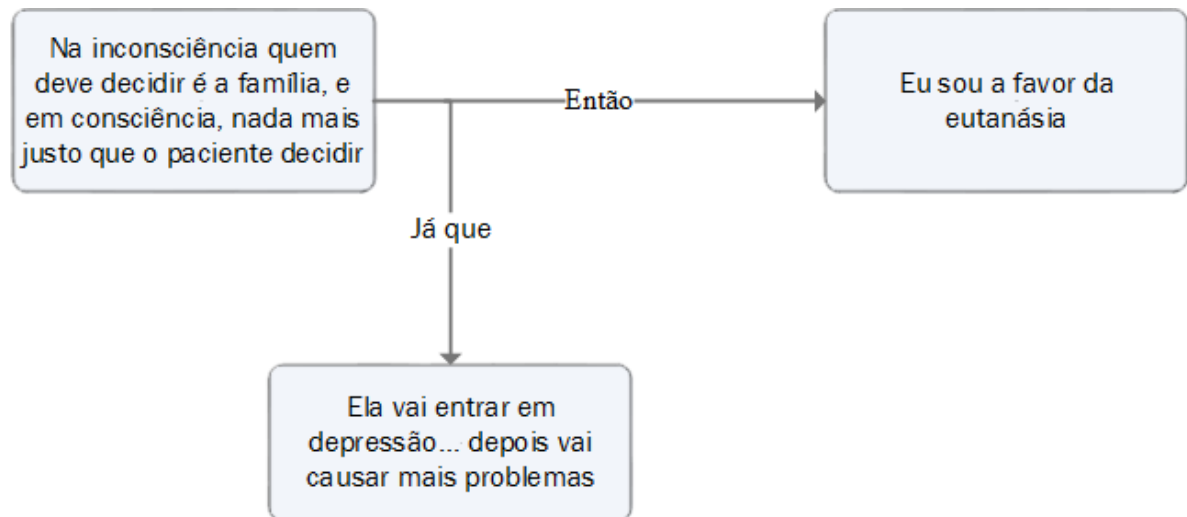 Na inconsciência quem
deve decidir é a família, e
em consciência, nada mais
justo que o paciente decidir
Então
Eu sou a favor da
eutanásia
Já que
Ela vai entrar em
depressão... depois vai
causar mais problemas